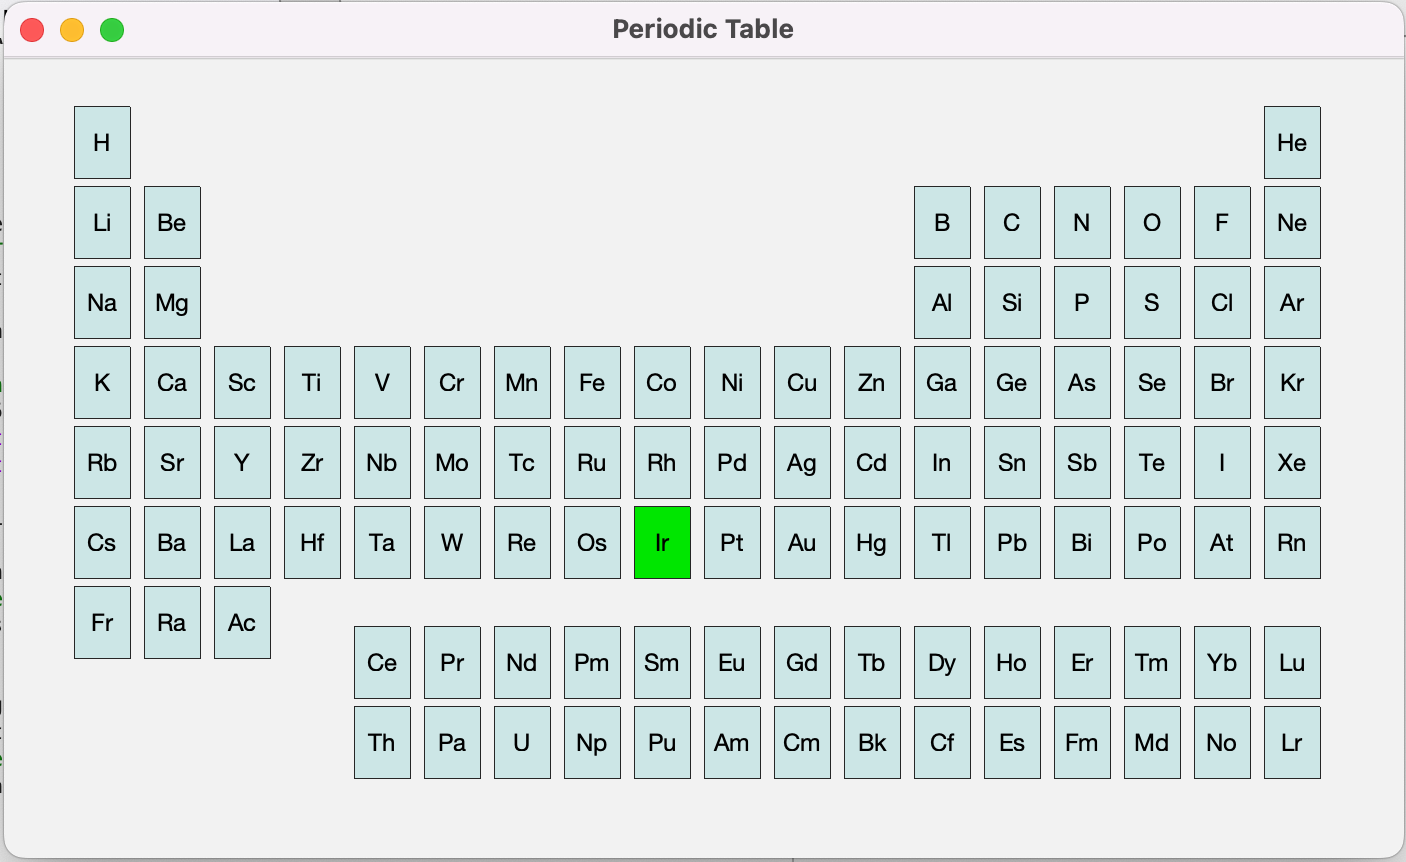 Periodic Table
H He
Li Be B C N O F Ne
Na Mg Al Si P S Cl Ar
K Ca Sc Ti V Cr Mn Fe Co Ni Cu Zn Ga Ge As Se Br Kr
Rb Sr Y Zr Nb Mo Tc Ru Rh Pd Ag Cd In Sn Sb Te I Xe
Cs Ba La Hf Ta W Re Os Ir Pt Au Hg Tl Pb Bi Po At Rn
Fr Ra Ac
Ce Pr Nd Pm Sm Eu Gd Tb Dy Ho Er Tm Yb Lu
Th Pa U Np Pu Am Cm Bk Cf Es Fm Md No Lr